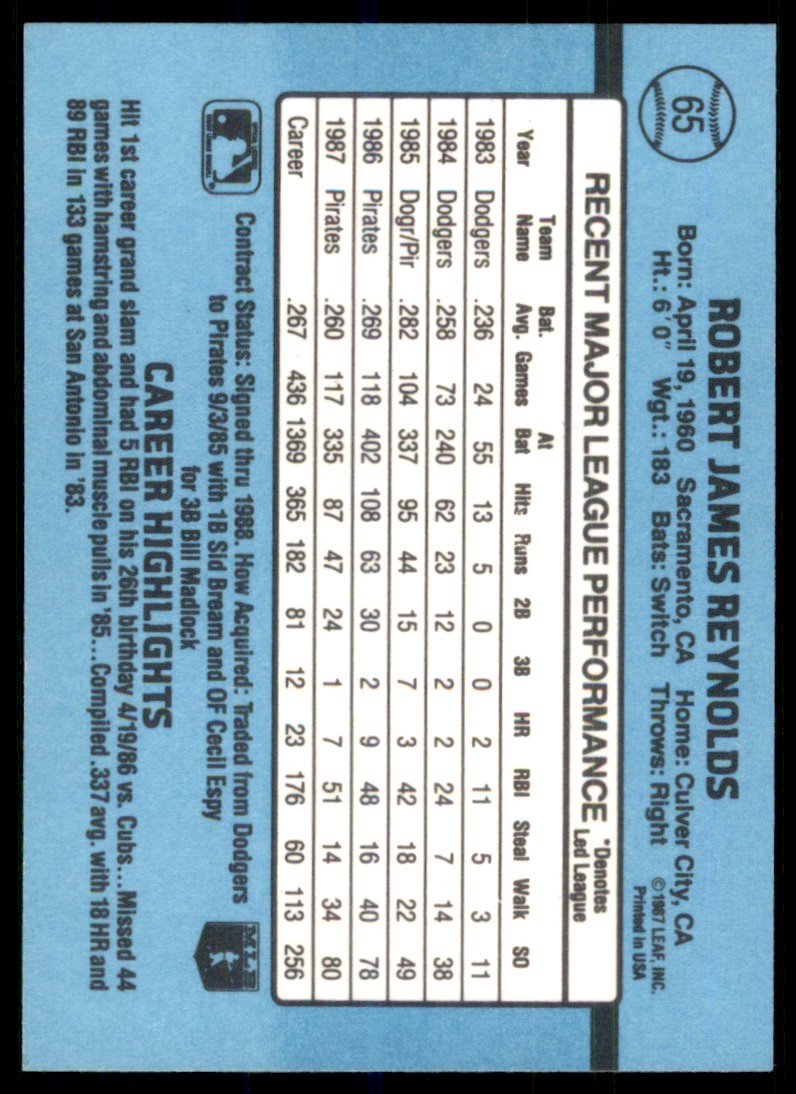 65
ROBERT JAMES REYNOLDS
Born: April 19, 1960 Sacramento, CA Home: Culver City, CA
Ht.: 6' 0" Wgt.: 183 Bats: Switch Throws: Right
©1987 LEAF, INC.
Printed in USA
RECENT MAJOR LEAGUE PERFORMANCE *Denotes
Led League
Year Team Name Bat. Avg. Games At Bat Hits Runs 2B 3B HR RBI Steal Walk SO
1983 Dodgers .236 24 55 13 5 0 0 2 11 5 3 11
1984 Dodgers .258 73 240 62 23 12 2 2 24 7 14 38
1985 Dogr/Pir .282 104 337 95 44 15 7 3 42 18 22 49
1986 Pirates .269 118 402 108 63 30 2 9 48 16 40 78
1987 Pirates .260 117 335 87 47 24 1 7 51 14 34 80
Career .267 436 1369 365 182 81 12 23 176 60 113 256
Contract Status: Signed thru 1988. How Acquired: Traded from Dodgers
to Pirates 9/3/85 with 1B Sid Bream and OF Cecil Espy
for 3B Bill Madlock
MLB
CAREER HIGHLIGHTS
Hit 1st career grand slam and had 5 RBI on his 26th birthday 4/19/86 vs. Cubs...Missed 44
games with hamstring and abdominal muscle pulls in '85...Compiled .337 avg. with 18 HR and
89 RBI in 133 games at San Antonio in '83.